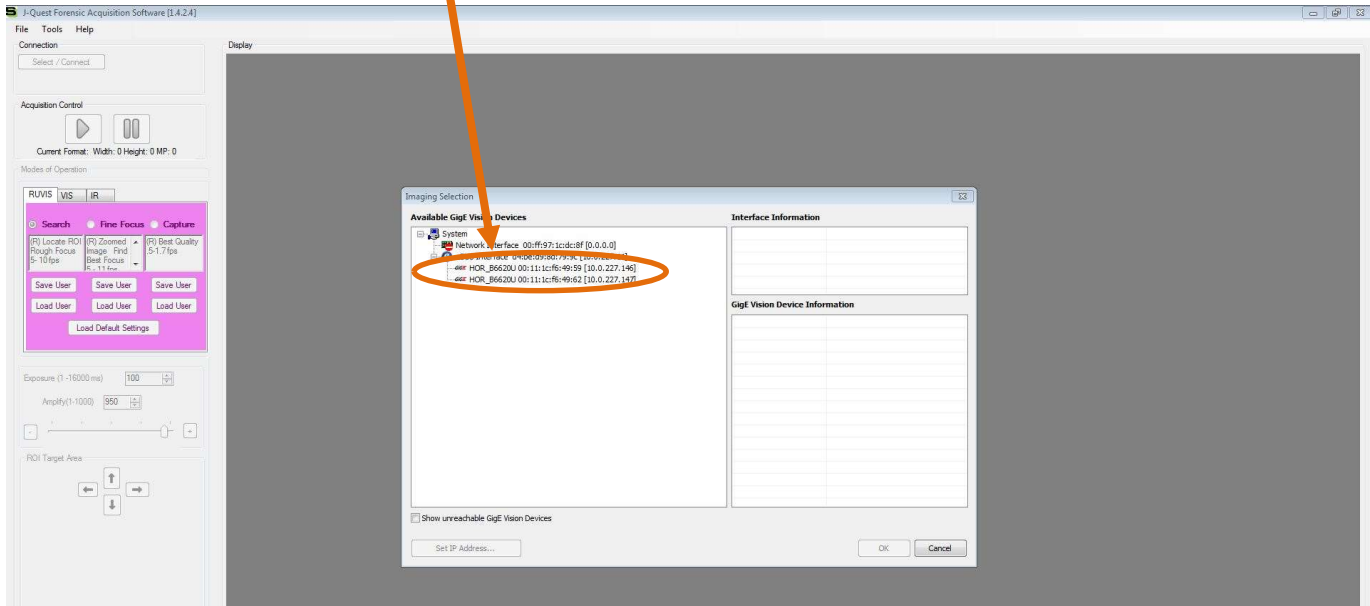 J-Quest Forensic Acquisition Software [1.4.2.4]
File Tools Help
Connection
Select / Connect
Display
Acquisition Control
Current Format: Width: 0 Height: 0 MP: 0
Modes of Operation
RUVIS VIS IR
Search Fine Focus Capture
(R) Locate ROI Rough Focus 5- 10 fps
(R) Zoomed Image Find Best Focus 5 - 11 fps
(R) Best Quality .5-1.7 fps
Save User Save User Save User
Load User Load User Load User
Load Default Settings
Exposure (1 -16000 ms) 100
Amplify(1-1000) 950
- +
ROI Target Area
Imaging Selection
Available GigE Vision Devices
System
Network Interface 00:ff:97:1c:dc:8f [0.0.0.0]
HOR_B6620U 00:11:1c:f6:49:59 [10.0.227.146]
HOR_B6620U 00:11:1c:f6:49:62 [10.0.227.147]
Interface Information
GigE Vision Device Information
Show unreachable GigE Vision Devices
Set IP Address...
OK Cancel